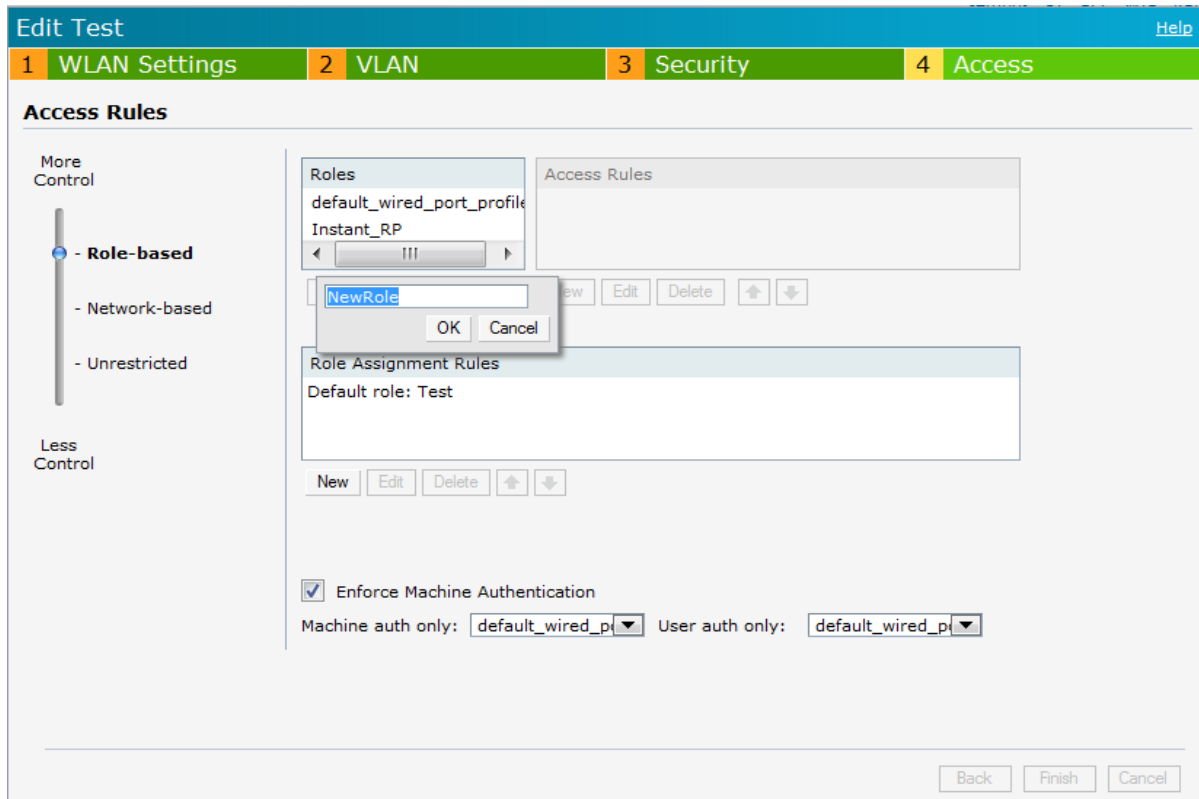 Edit Test
Help
1 WLAN Settings 2 VLAN 3 Security 4 Access
Access Rules
More
Control
- Role-based
- Network-based
- Unrestricted
Less
Control
Roles
default_wired_port_profile
Instant_RP
Access Rules
NewRole
OK Cancel
Edit Delete
Role Assignment Rules
Default role: Test
New Edit Delete
Enforce Machine Authentication
Machine auth only: default_wired_p User auth only: default_wired_p
Back Finish Cancel